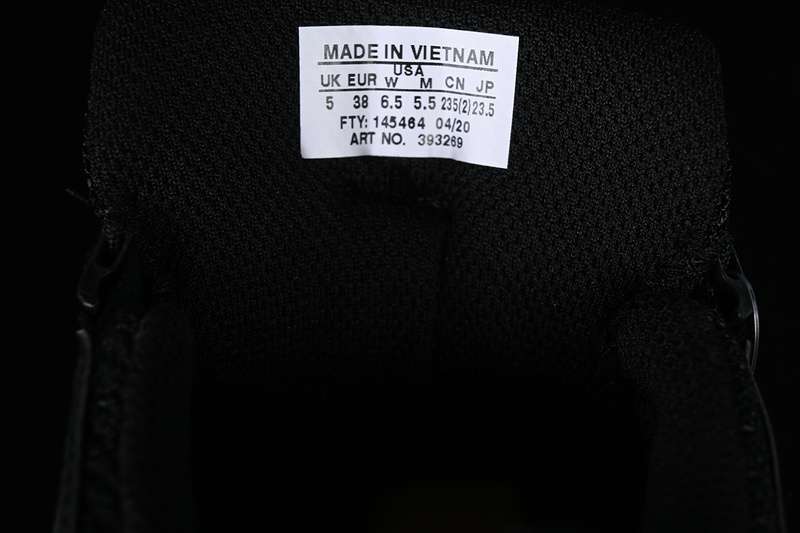 MADE IN VIETNAM
USA
UK EUR W M CN JP
5 38 6.5 5.5 235(2) 23.5
FTY: 145464 04/20
ART NO. 393269